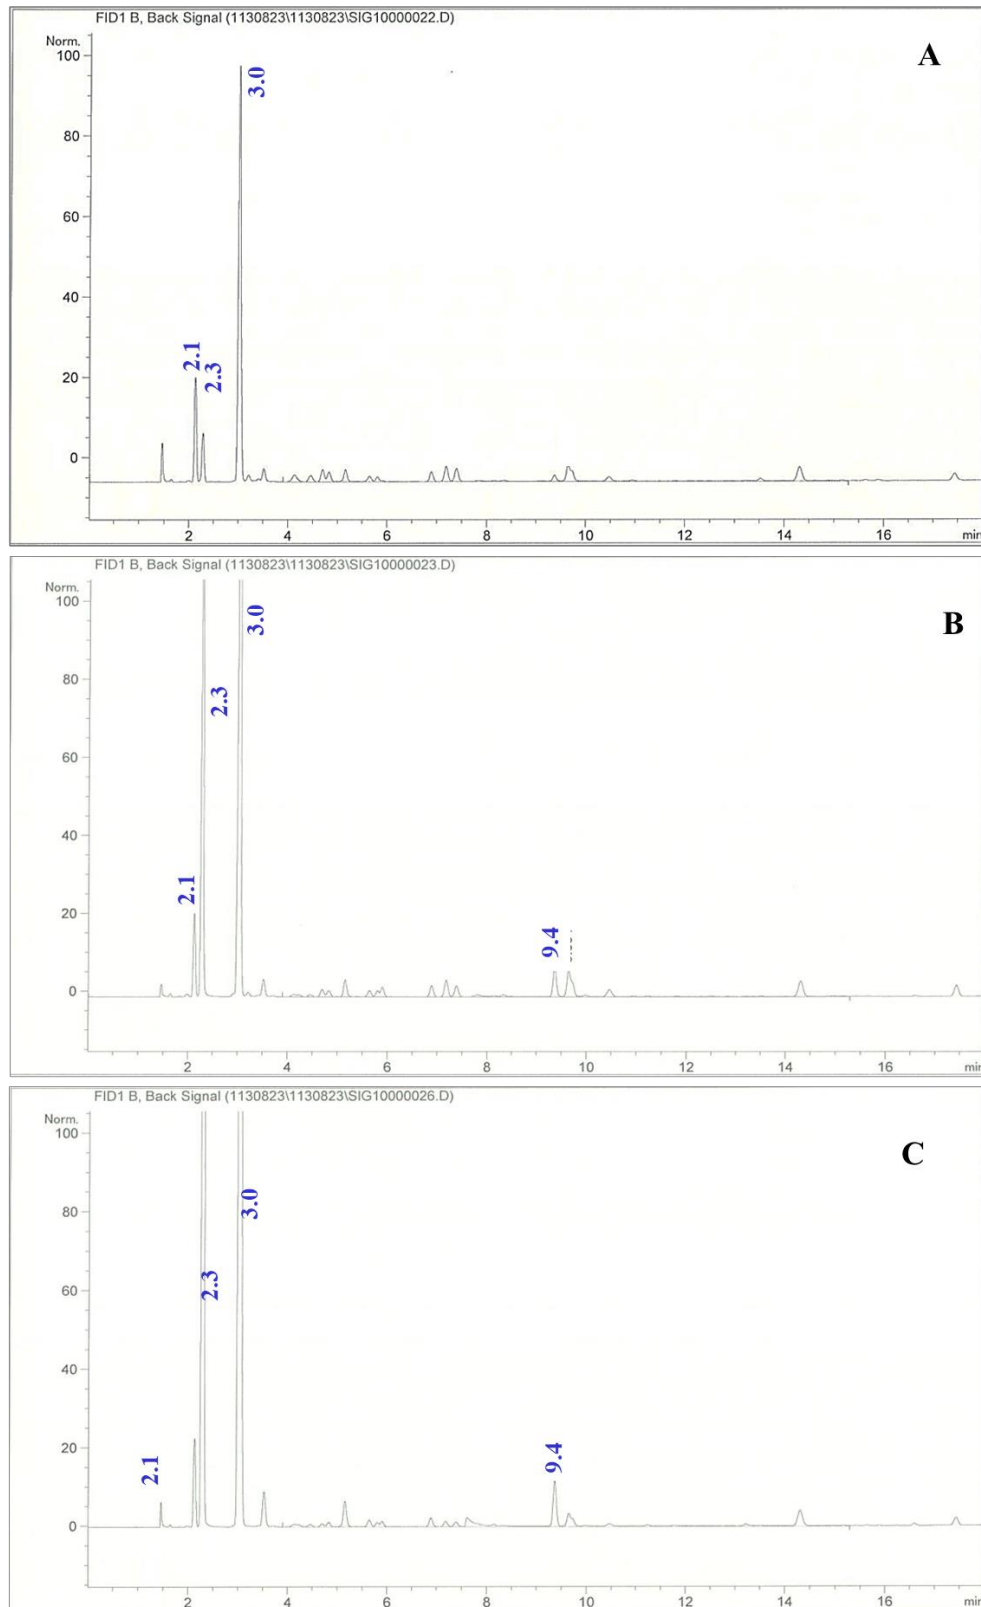 FID1 B, Back Signal (1130823\1130823\SIG10000022.D)
Norm.
A
100
3.0
80
60
40
2.1
2.3
20
0
2 4 6 8 10 12 14 16 min
FID1 B, Back Signal (1130823\1130823\SIG10000023.D)
Norm.
B
100
3.0
80
2.3
60
40
2.1
20
9.4
0
2 4 6 8 10 12 14 16 min
FID1 B, Back Signal (1130823\1130823\SIG10000026.D)
Norm.
C
100
80
3.0
60
2.3
40
20
2.1
9.4
0
2 4 6 8 10 12 14 16 min